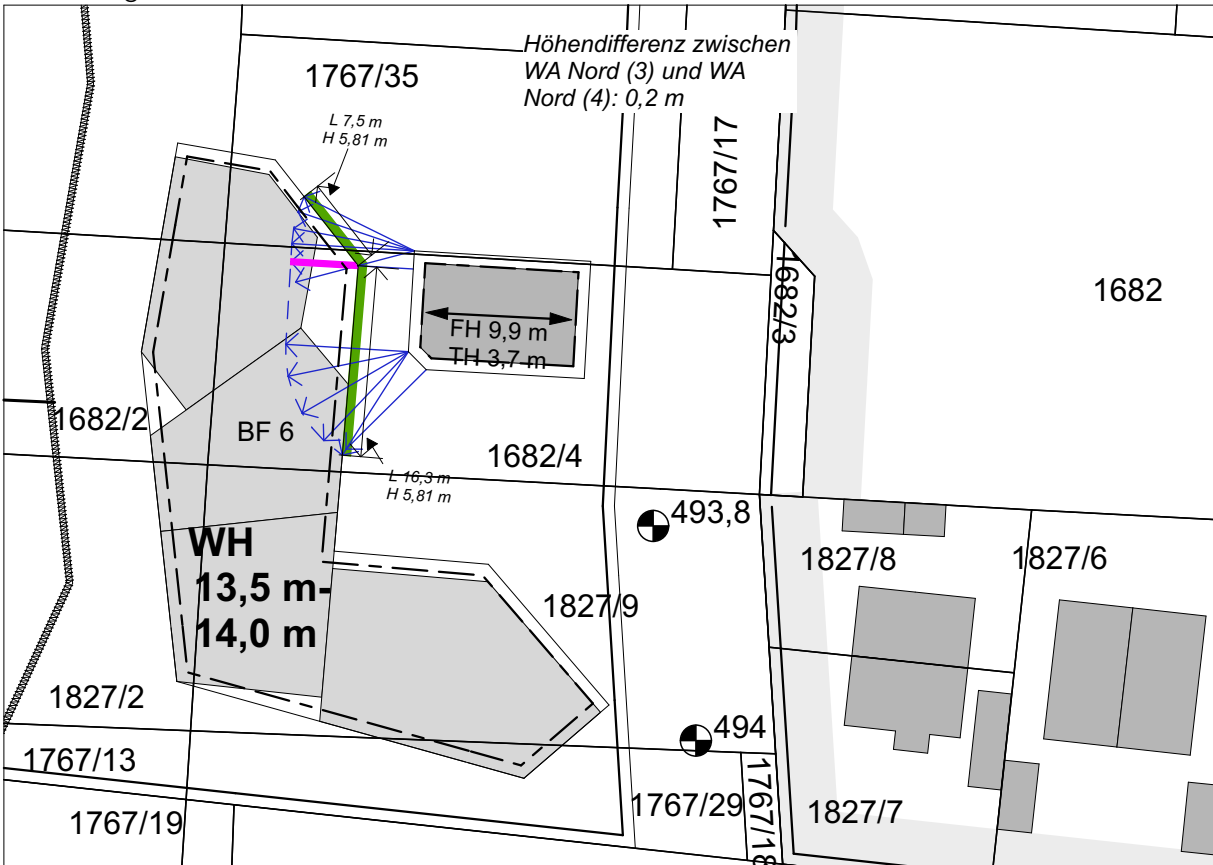 Höhendifferenz zwischen
WA Nord (3) und WA
Nord (4): 0,2 m
1767/35
L 7,5 m
H 5,81 m
1767/17
1682/3
1682
FH 9,9 m
TH 3,7 m
1682/2
BF 6
1682/4
L 16,3 m
H 5,81 m
493,8
WH
13,5 m-
14,0 m
1827/8
1827/6
1827/9
1827/2
494
1767/13
1767/29
1767/18
1827/7
1767/19